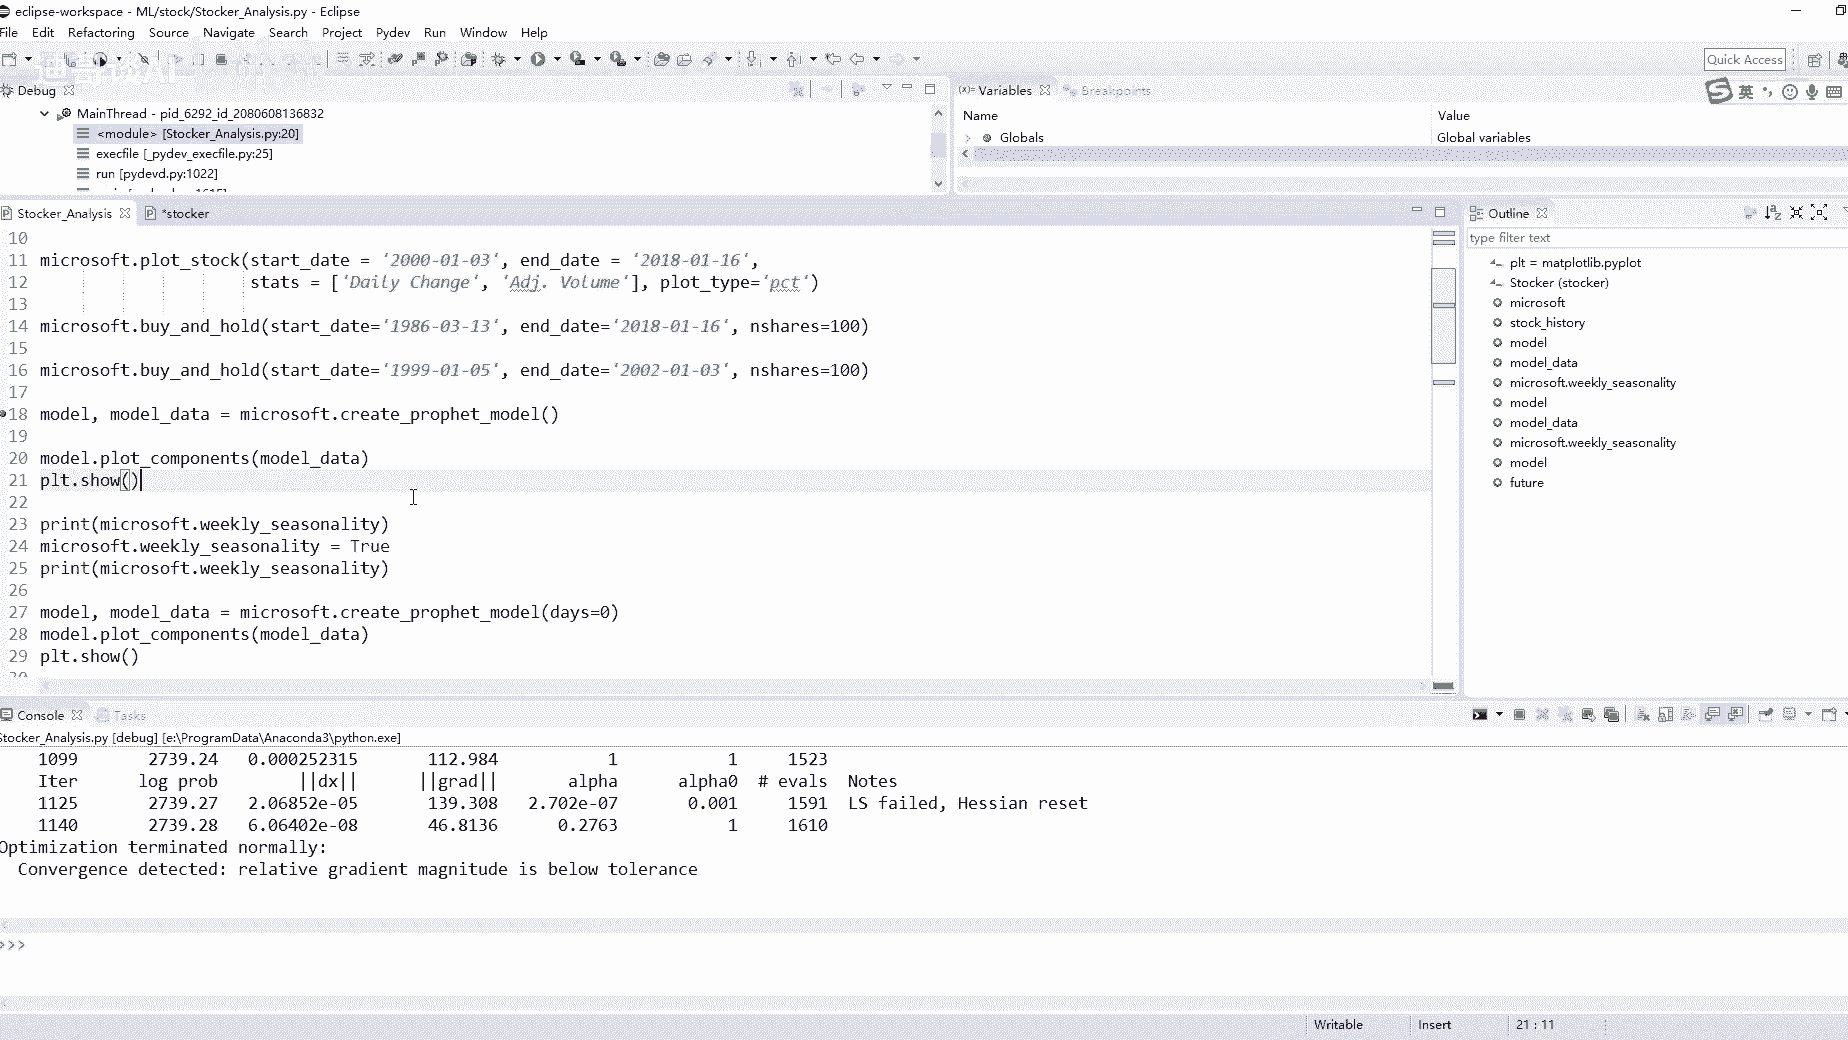 eclipse-workspace - ML/stock/Stocker_Analysis.py - Eclipse
File Edit Refactoring Source Navigate Search Project Pydev Run Window Help
Quick Access
Debug
MainThread - pid_6292_id_2080608136832
<module> [Stocker_Analysis.py:20]
execfile [_pydev_execfile.py:25]
run [pydevd.py:1022]
(x)= Variables Breakpoints
Name Value
Globals Global variables
英
Stocker_Analysis *stocker
10
11 microsoft.plot_stock(start_date = '2000-01-03', end_date = '2018-01-16',
12 stats = ['Daily Change', 'Adj. Volume'], plot_type='pct')
13
14 microsoft.buy_and_hold(start_date='1986-03-13', end_date='2018-01-16', nshares=100)
15
16 microsoft.buy_and_hold(start_date='1999-01-05', end_date='2002-01-03', nshares=100)
17
18 model, model_data = microsoft.create_prophet_model()
19
20 model.plot_components(model_data)
21 plt.show()
22
23 print(microsoft.weekly_seasonality)
24 microsoft.weekly_seasonality = True
25 print(microsoft.weekly_seasonality)
26
27 model, model_data = microsoft.create_prophet_model(days=0)
28 model.plot_components(model_data)
29 plt.show()
Outline
type filter text
plt = matplotlib.pyplot
Stocker (stocker)
microsoft
stock_history
model
model_data
microsoft.weekly_seasonality
model
model_data
microsoft.weekly_seasonality
model
future
Console Tasks
Stocker_Analysis.py [debug] [e:\ProgramData\Anaconda3\python.exe]
1099 2739.24 0.000252315 112.984 1 1 1523
Iter log prob ||dx|| ||grad|| alpha alpha0 # evals Notes
1125 2739.27 2.06852e-05 139.308 2.702e-07 0.001 1591 LS failed, Hessian reset
1140 2739.28 6.06402e-08 46.8136 0.2763 1 1610
Optimization terminated normally:
Convergence detected: relative gradient magnitude is below tolerance
>>>
Writable Insert 21 : 11